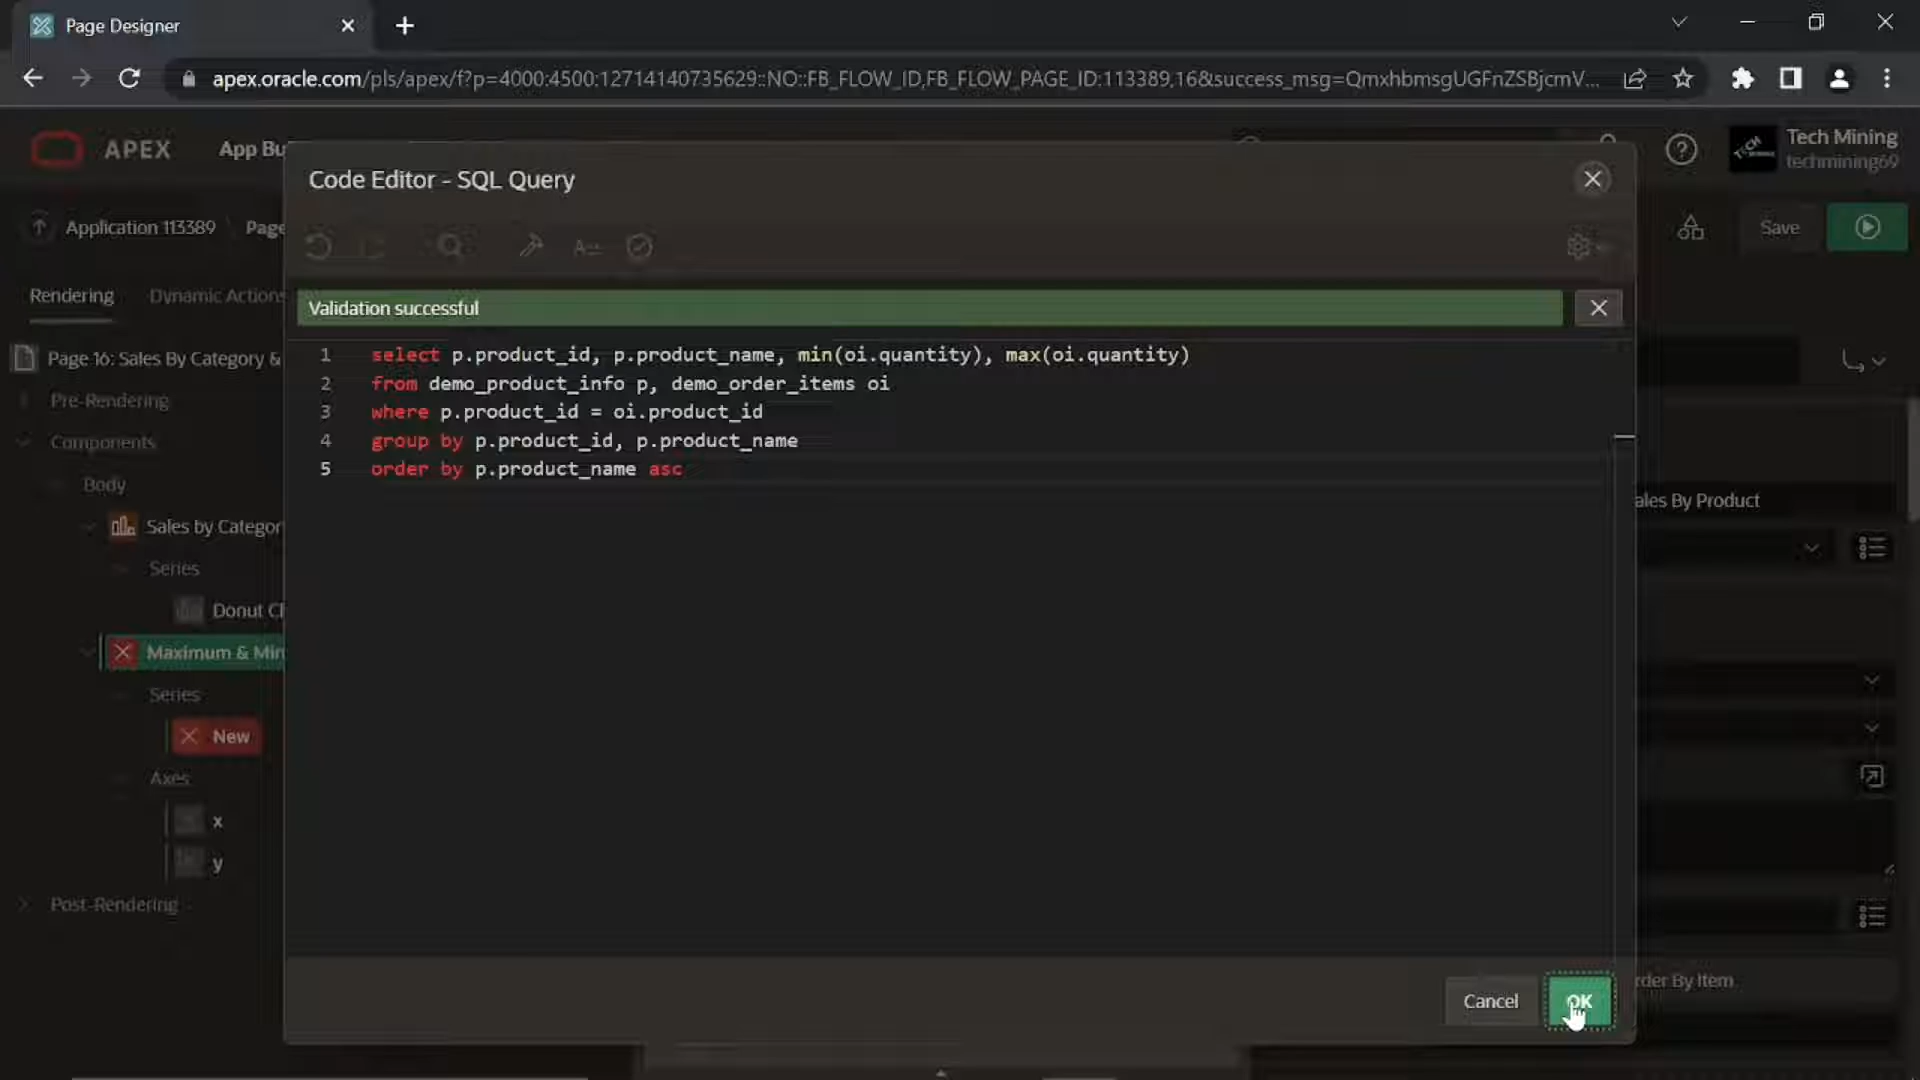 Page Designer
apex.oracle.com/pls/apex/f?p=4000:4500:12714140735629::NO::FB_FLOW_ID,FB_FLOW_PAGE_ID:113389,16&success_msg=QmxhbmsgUGFnZSBjcmV...
APEX
App Bu
Tech Mining
techmining69
Code Editor - SQL Query
Application 113389
Page
Save
Rendering
Dynamic Actions
Validation successful
Page 16: Sales By Category &
1 select p.product_id, p.product_name, min(oi.quantity), max(oi.quantity)
2 from demo_product_info p, demo_order_items oi
3 where p.product_id = oi.product_id
4 group by p.product_id, p.product_name
5 order by p.product_name asc
Pre-Rendering
Components
Body
Sales by Categor
Series
Donut C
Maximum & Min
Series
New
Axes
x
y
Post-Rendering
ales By Product
rder By Item
Cancel
OK